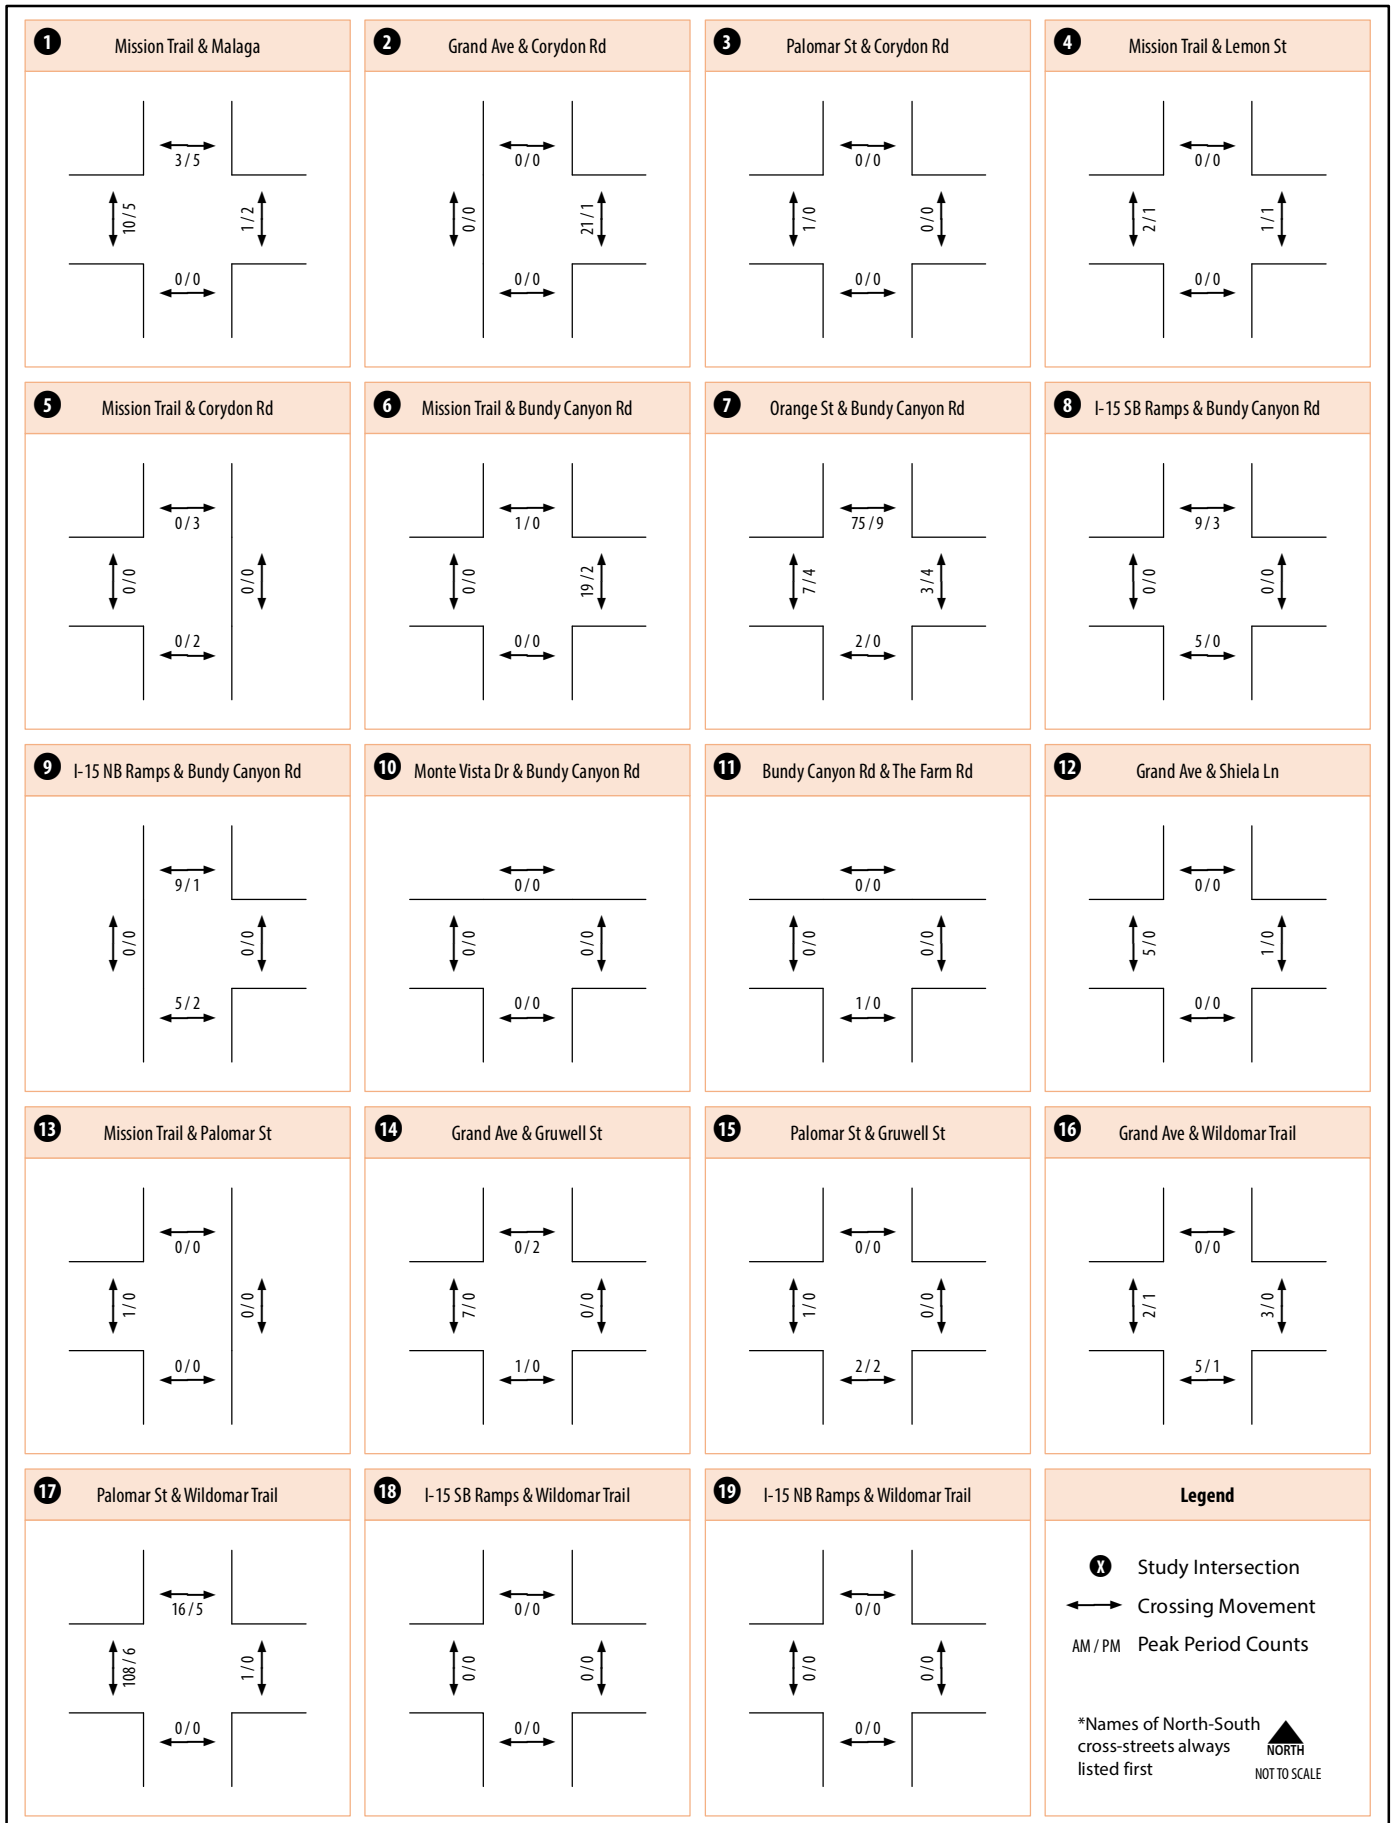 1 Mission Trail & Malaga
3 / 5
10 / 5
1 / 2
0 / 0
2 Grand Ave & Corydon Rd
0 / 0
0 / 0
21 / 1
0 / 0
3 Palomar St & Corydon Rd
0 / 0
1 / 0
0 / 0
0 / 0
4 Mission Trail & Lemon St
0 / 0
2 / 1
1 / 1
0 / 0
5 Mission Trail & Corydon Rd
0 / 3
0 / 0
0 / 0
0 / 2
6 Mission Trail & Bundy Canyon Rd
1 / 0
0 / 0
19 / 2
0 / 0
7 Orange St & Bundy Canyon Rd
75 / 9
7 / 4
3 / 4
2 / 0
8 I-15 SB Ramps & Bundy Canyon Rd
9 / 3
0 / 0
0 / 0
5 / 0
9 I-15 NB Ramps & Bundy Canyon Rd
9 / 1
0 / 0
0 / 0
5 / 2
10 Monte Vista Dr & Bundy Canyon Rd
0 / 0
0 / 0
0 / 0
0 / 0
11 Bundy Canyon Rd & The Farm Rd
0 / 0
0 / 0
0 / 0
1 / 0
12 Grand Ave & Shiela Ln
0 / 0
5 / 0
1 / 0
0 / 0
13 Mission Trail & Palomar St
0 / 0
1 / 0
0 / 0
0 / 0
14 Grand Ave & Gruwell St
0 / 2
7 / 0
0 / 0
1 / 0
15 Palomar St & Gruwell St
0 / 0
1 / 0
0 / 0
2 / 2
16 Grand Ave & Wildomar Trail
0 / 0
2 / 1
3 / 0
5 / 1
17 Palomar St & Wildomar Trail
16 / 5
108 / 6
1 / 0
0 / 0
18 I-15 SB Ramps & Wildomar Trail
0 / 0
0 / 0
0 / 0
0 / 0
19 I-15 NB Ramps & Wildomar Trail
0 / 0
0 / 0
0 / 0
0 / 0
Legend
X Study Intersection
Crossing Movement
AM / PM Peak Period Counts
*Names of North-South
cross-streets always
listed first
NORTH
NOT TO SCALE